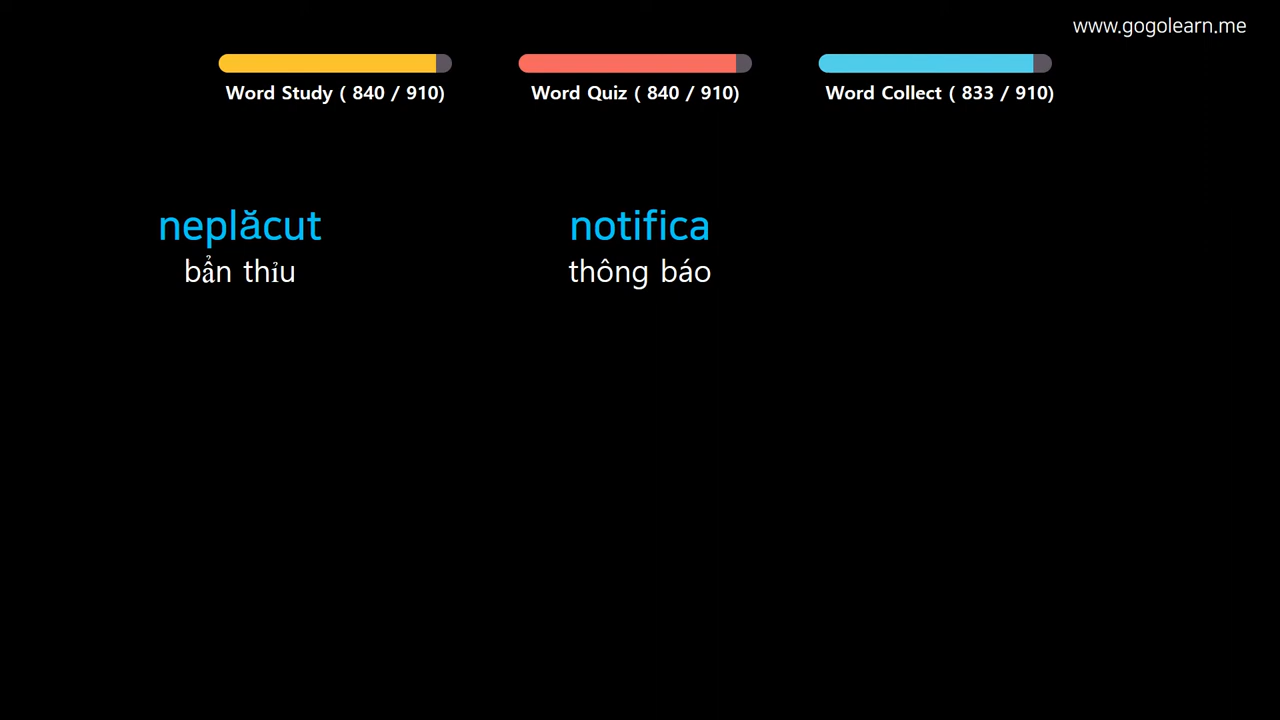 www.gogolearn.me
Word Study ( 840 / 910)
Word Quiz ( 840 / 910)
Word Collect ( 833 / 910)
neplăcut
bẩn thỉu
notifica
thông báo